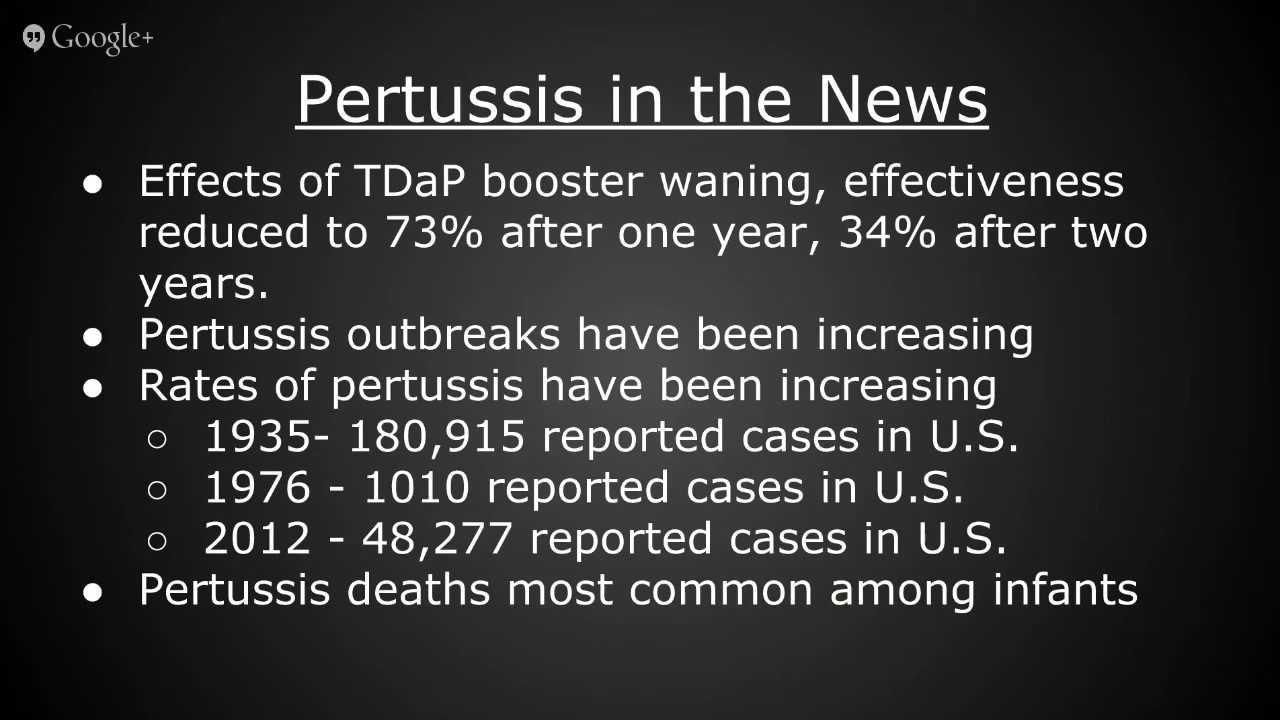 Google+
Pertussis in the News
● Effects of TDaP booster waning, effectiveness
reduced to 73% after one year, 34% after two
years.
● Pertussis outbreaks have been increasing
● Rates of pertussis have been increasing
○ 1935- 180,915 reported cases in U.S.
○ 1976 - 1010 reported cases in U.S.
○ 2012 - 48,277 reported cases in U.S.
● Pertussis deaths most common among infants